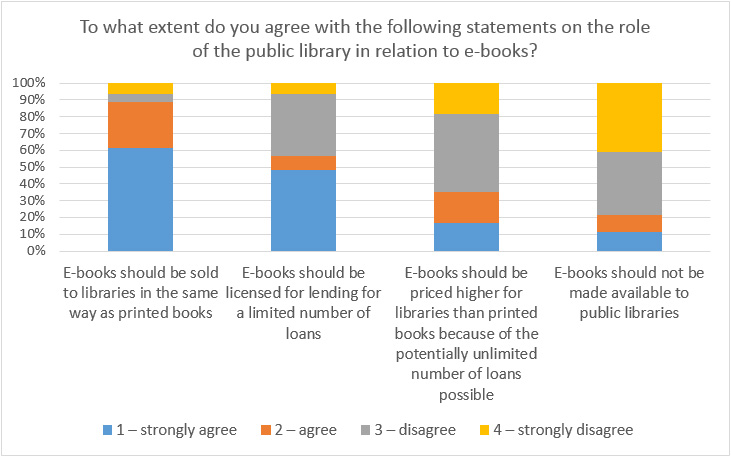 To what extent do you agree with the following statements on the role
of the public library in relation to e-books?
100%
90%
80%
70%
60%
50%
40%
30%
20%
10%
0%
E-books should be sold
to libraries in the same
way as printed books
E-books should be
licensed for lending for
a limited number of
loans
E-books should be
priced higher for
libraries than printed
books because of the
potentially unlimited
number of loans
possible
E-books should not be
made available to
public libraries
1 – strongly agree
2 – agree
3 – disagree
4 – strongly disagree